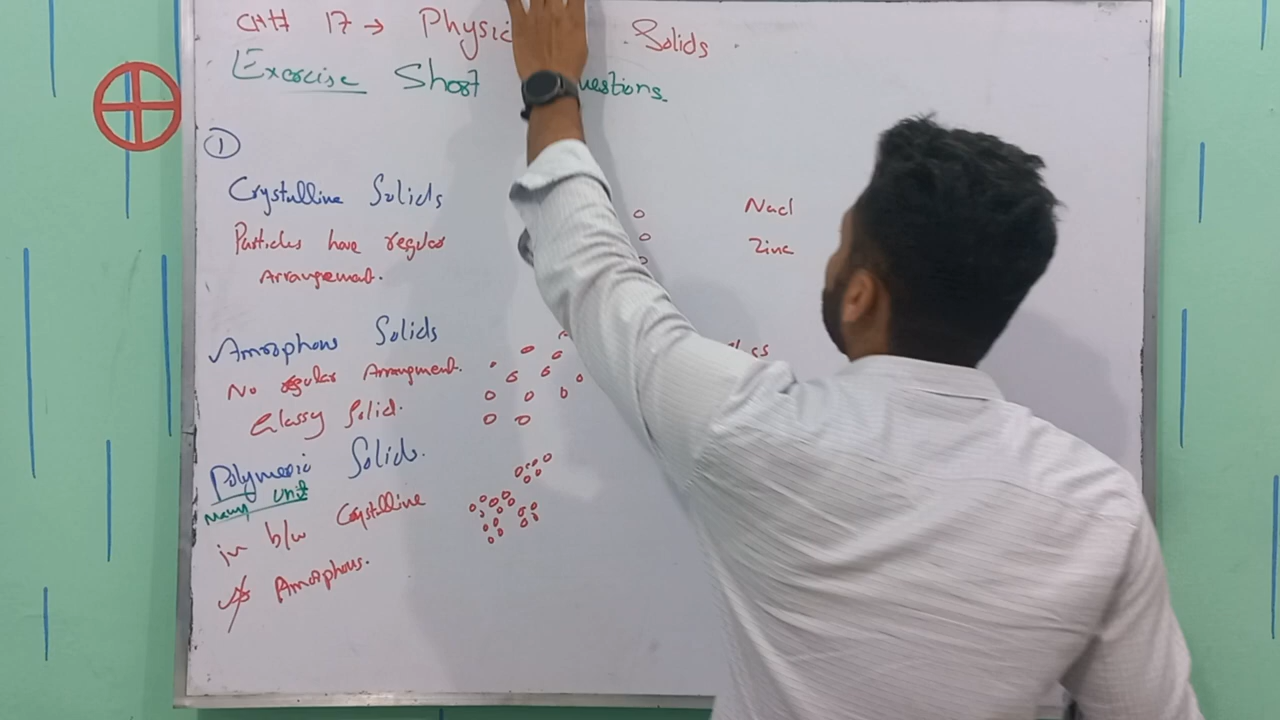 CH# 17 → Physic Solids
Exercise Short uestions.
①
Crystalline Solids
Particles have regular
Arrangement.
Nacl
Zinc
Amorphous Solids
No regular Arrangment.
Glassy Solid.
Polymeric Solids.
Many Unit
in b/w Crystalline
Amorphous.